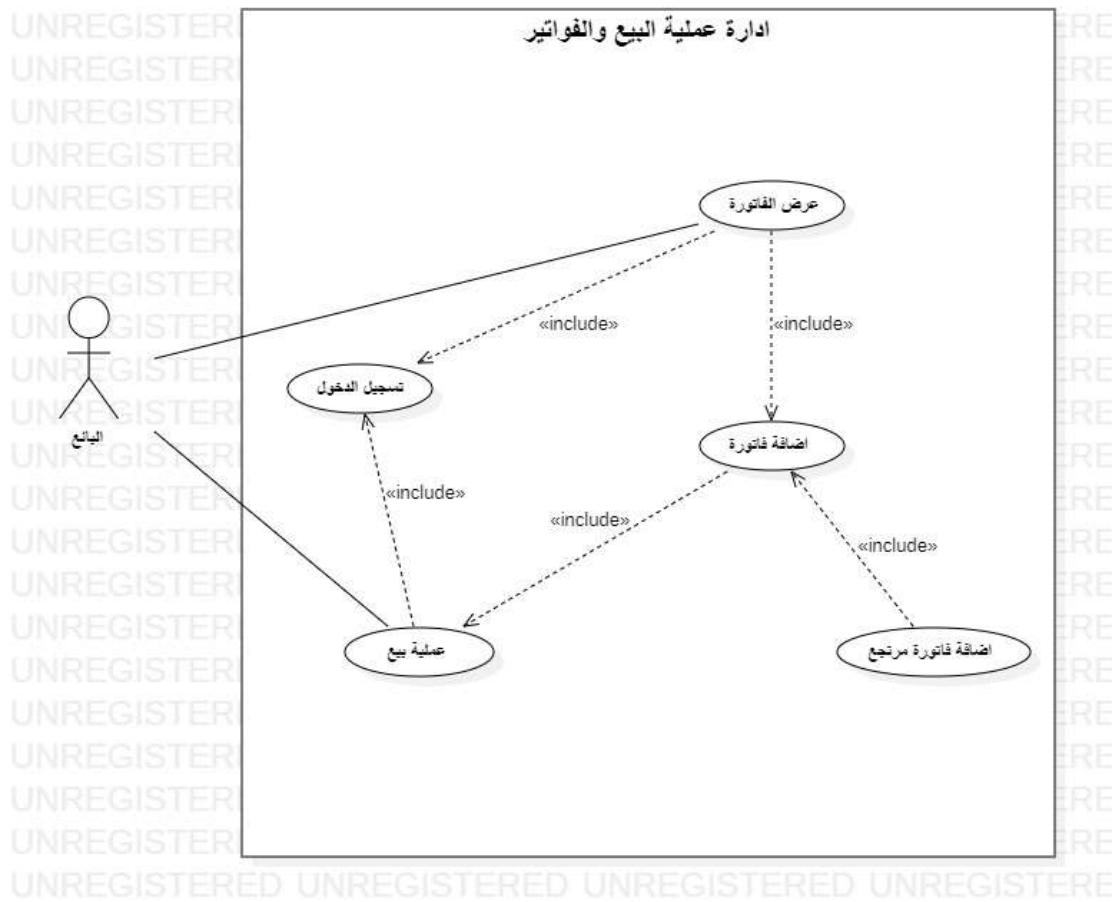 ادارة عملية البيع والفواتير
عرض الفاتورة
«include»
«include»
تسجيل الدخول
البائع
اضافة فاتورة
«include»
«include»
«include»
عملية بيع
اضافة فاتورة مرتجع
UNREGISTERED UNREGISTERED UNREGISTERED UNREGISTERE